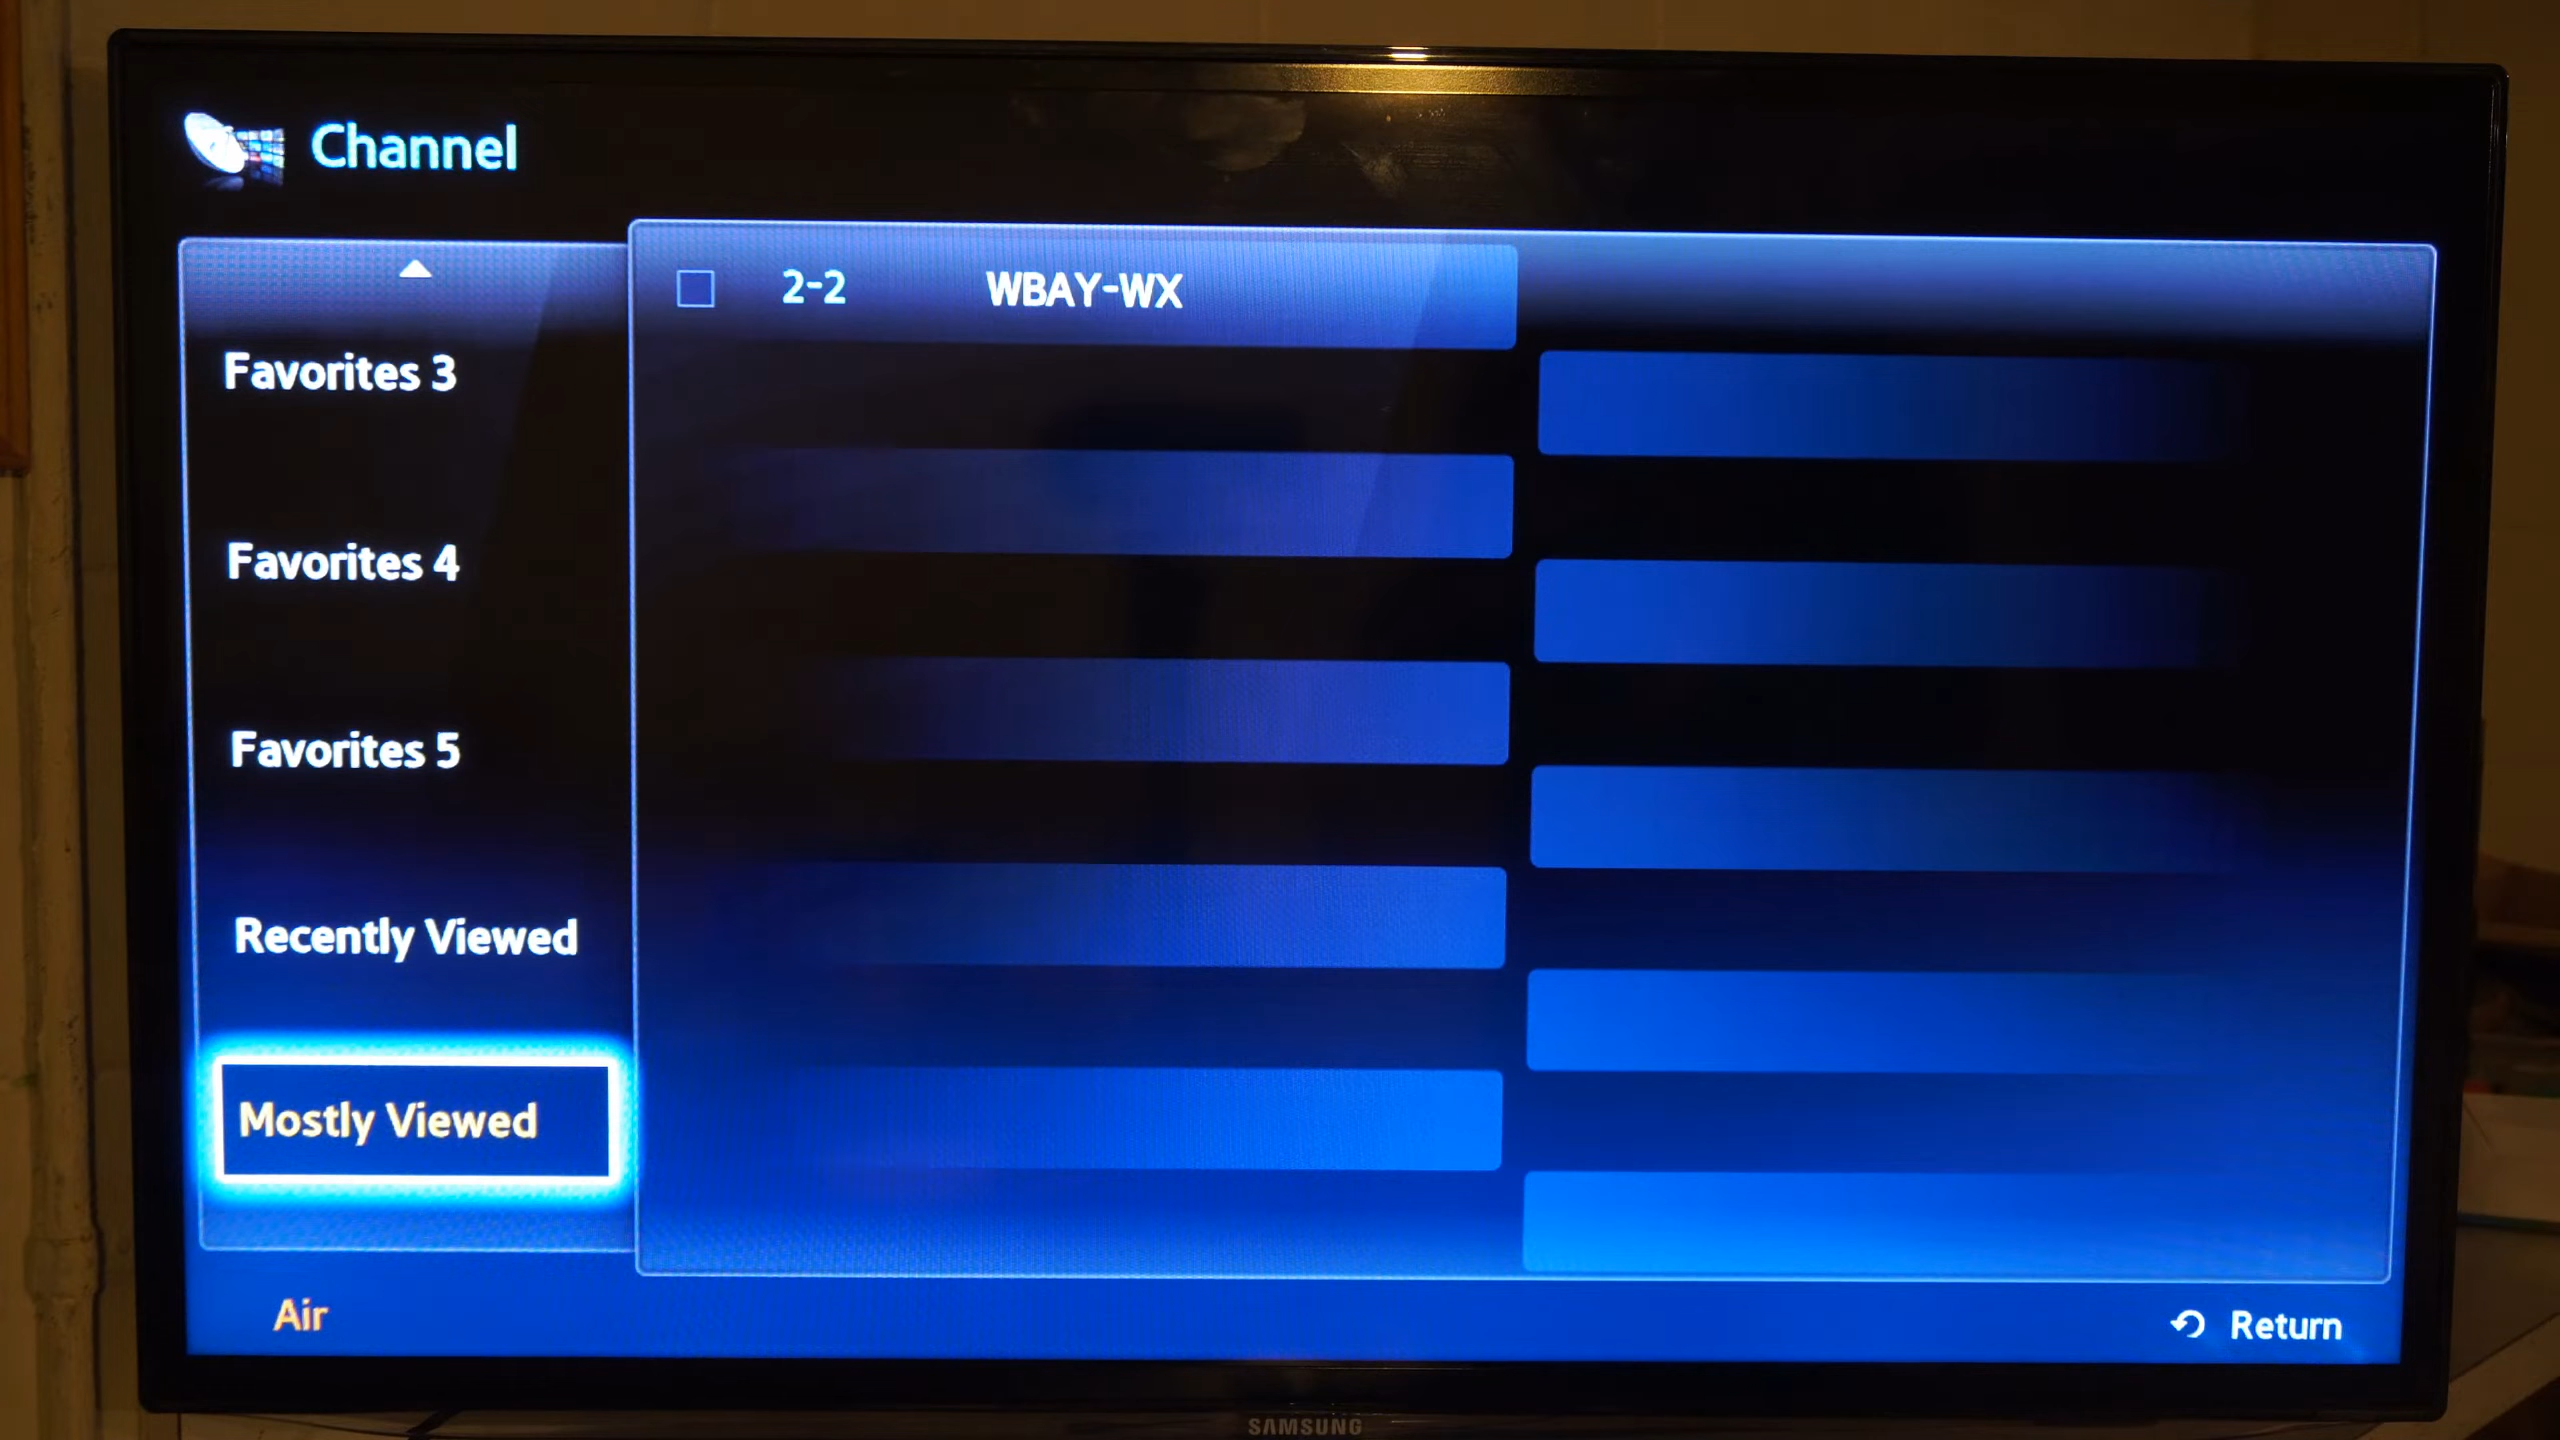 Channel
2-2 WBAY-WX
Favorites 3
Favorites 4
Favorites 5
Recently Viewed
Mostly Viewed
Air
Return
SAMSUNG